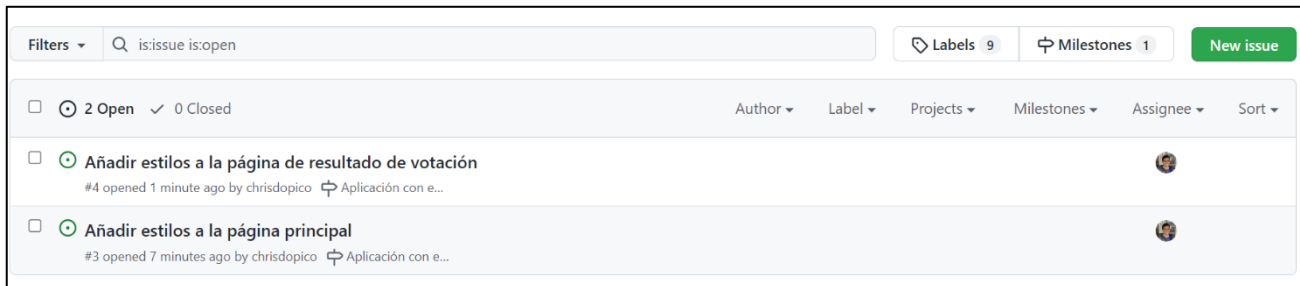 Filters is:issue is:open Labels 9 Milestones 1 New issue
2 Open 0 Closed Author Label Projects Milestones Assignee Sort
Añadir estilos a la página de resultado de votación
#4 opened 1 minute ago by chrisdopico Aplicación con e...
Añadir estilos a la página principal
#3 opened 7 minutes ago by chrisdopico Aplicación con e...